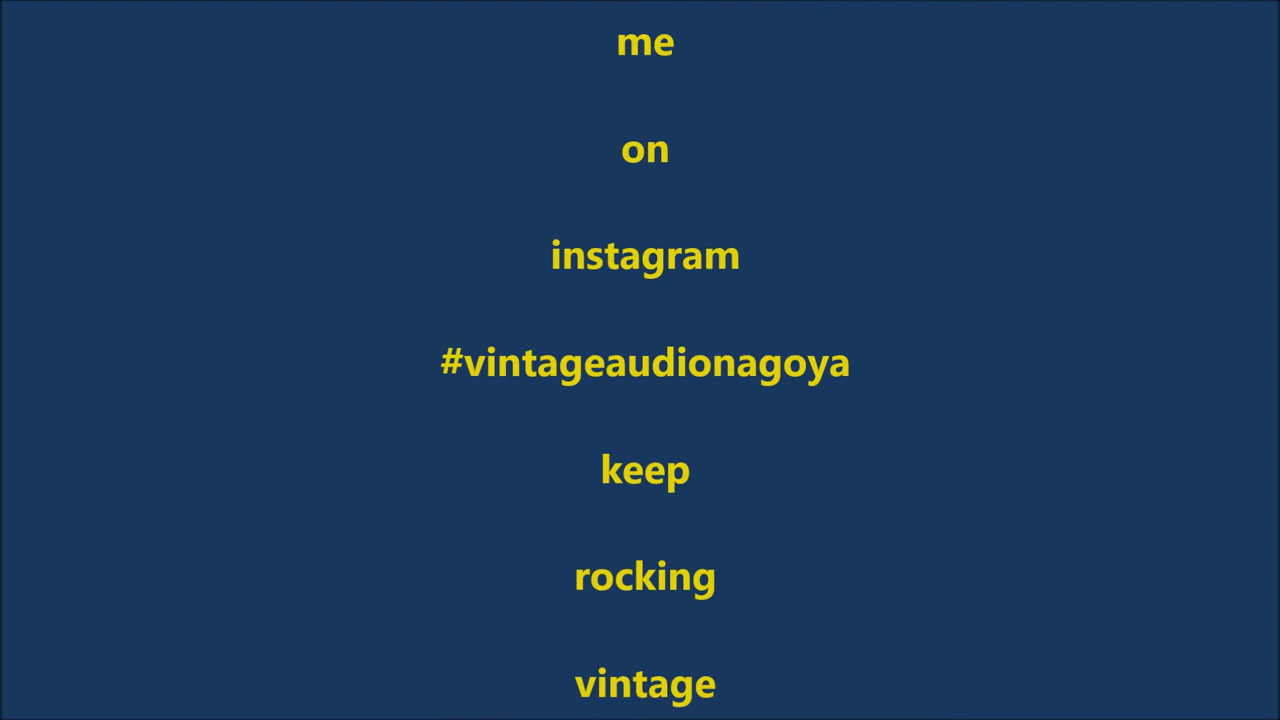 me
on
instagram
#vintageaudionagoya
keep
rocking
vintage